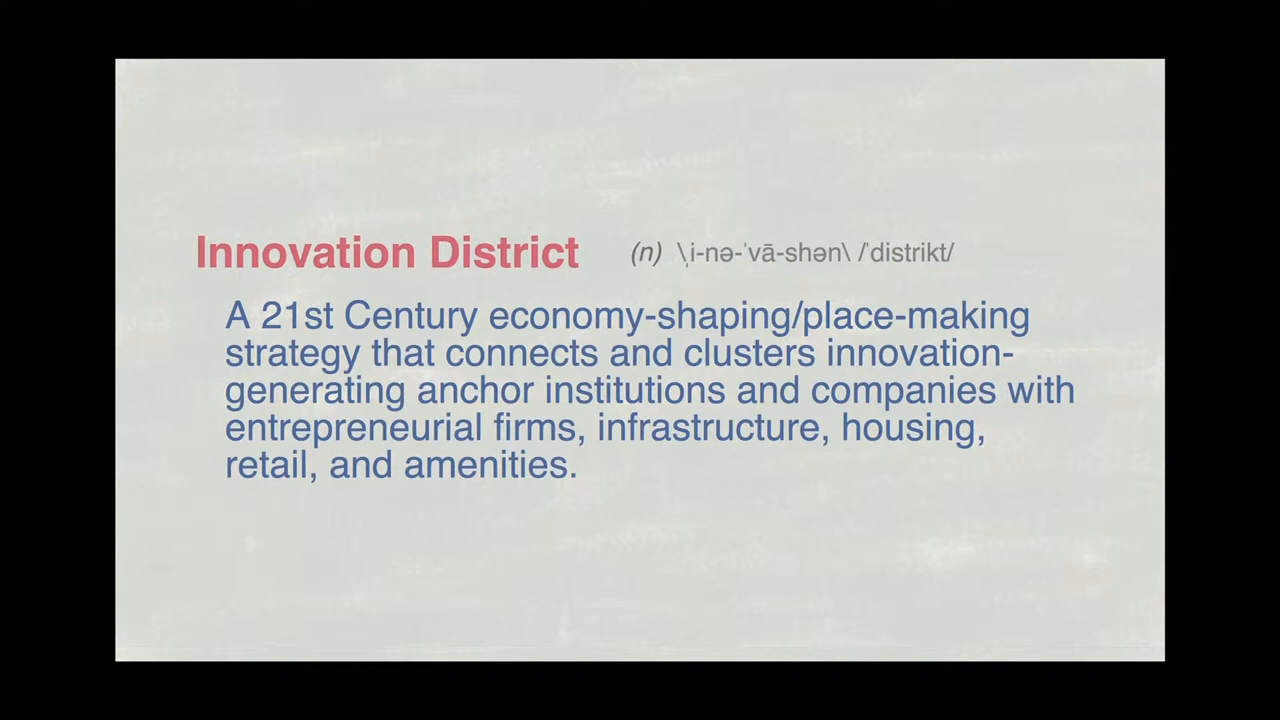 Innovation District (n) \ˌi-nə-ˈvā-shən\ /ˈdistrikt/
A 21st Century economy-shaping/place-making
strategy that connects and clusters innovation-
generating anchor institutions and companies with
entrepreneurial firms, infrastructure, housing,
retail, and amenities.